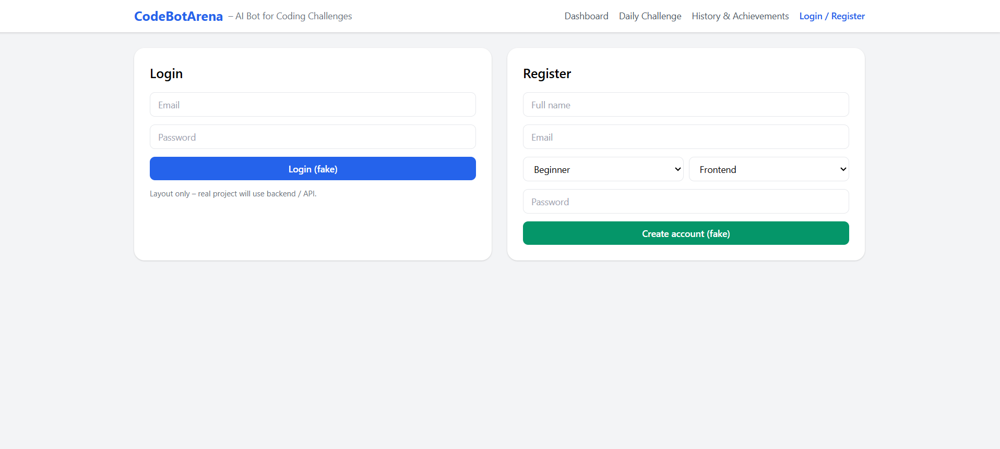 CodeBotArena – AI Bot for Coding Challenges
Dashboard Daily Challenge History & Achievements Login / Register
Login
Email
Password
Login (fake)
Layout only – real project will use backend / API.
Register
Full name
Email
Beginner Frontend
Password
Create account (fake)